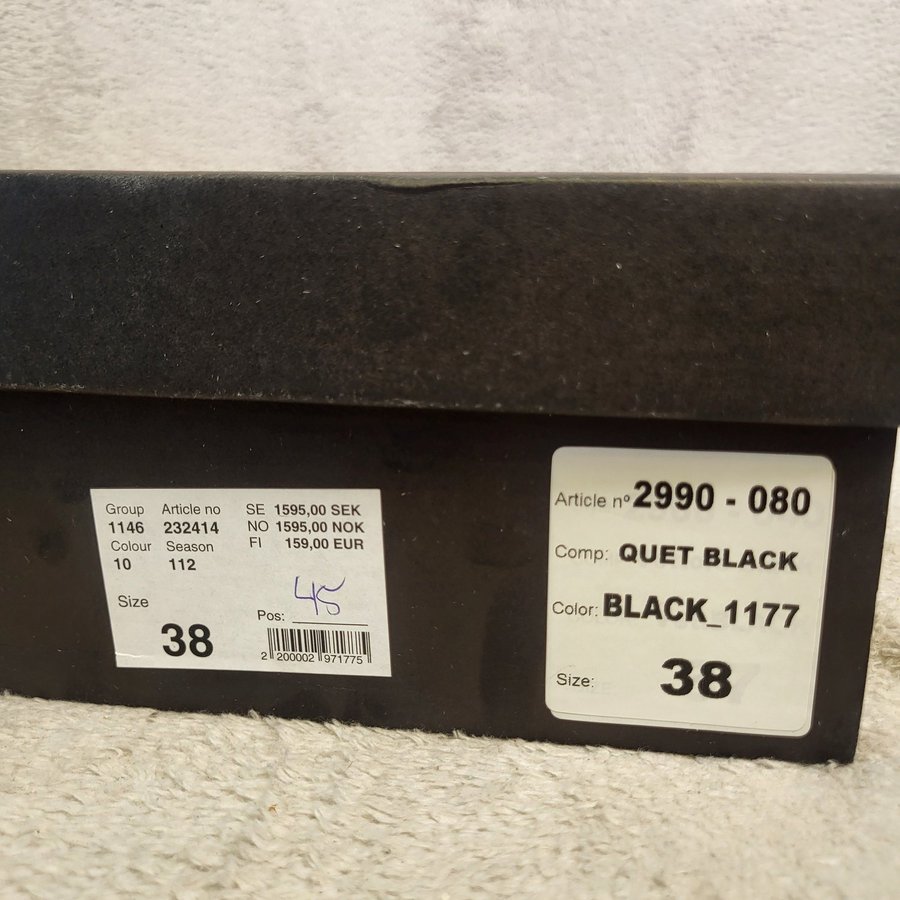 Group Article no SE 1595,00 SEK
1146 232414 NO 1595,00 NOK
Colour Season FI 159,00 EUR
10 112
Size
Pos: 45
38
2 200002 971775
Article nº 2990 - 080
Comp: QUET BLACK
Color: BLACK_1177
Size: 38